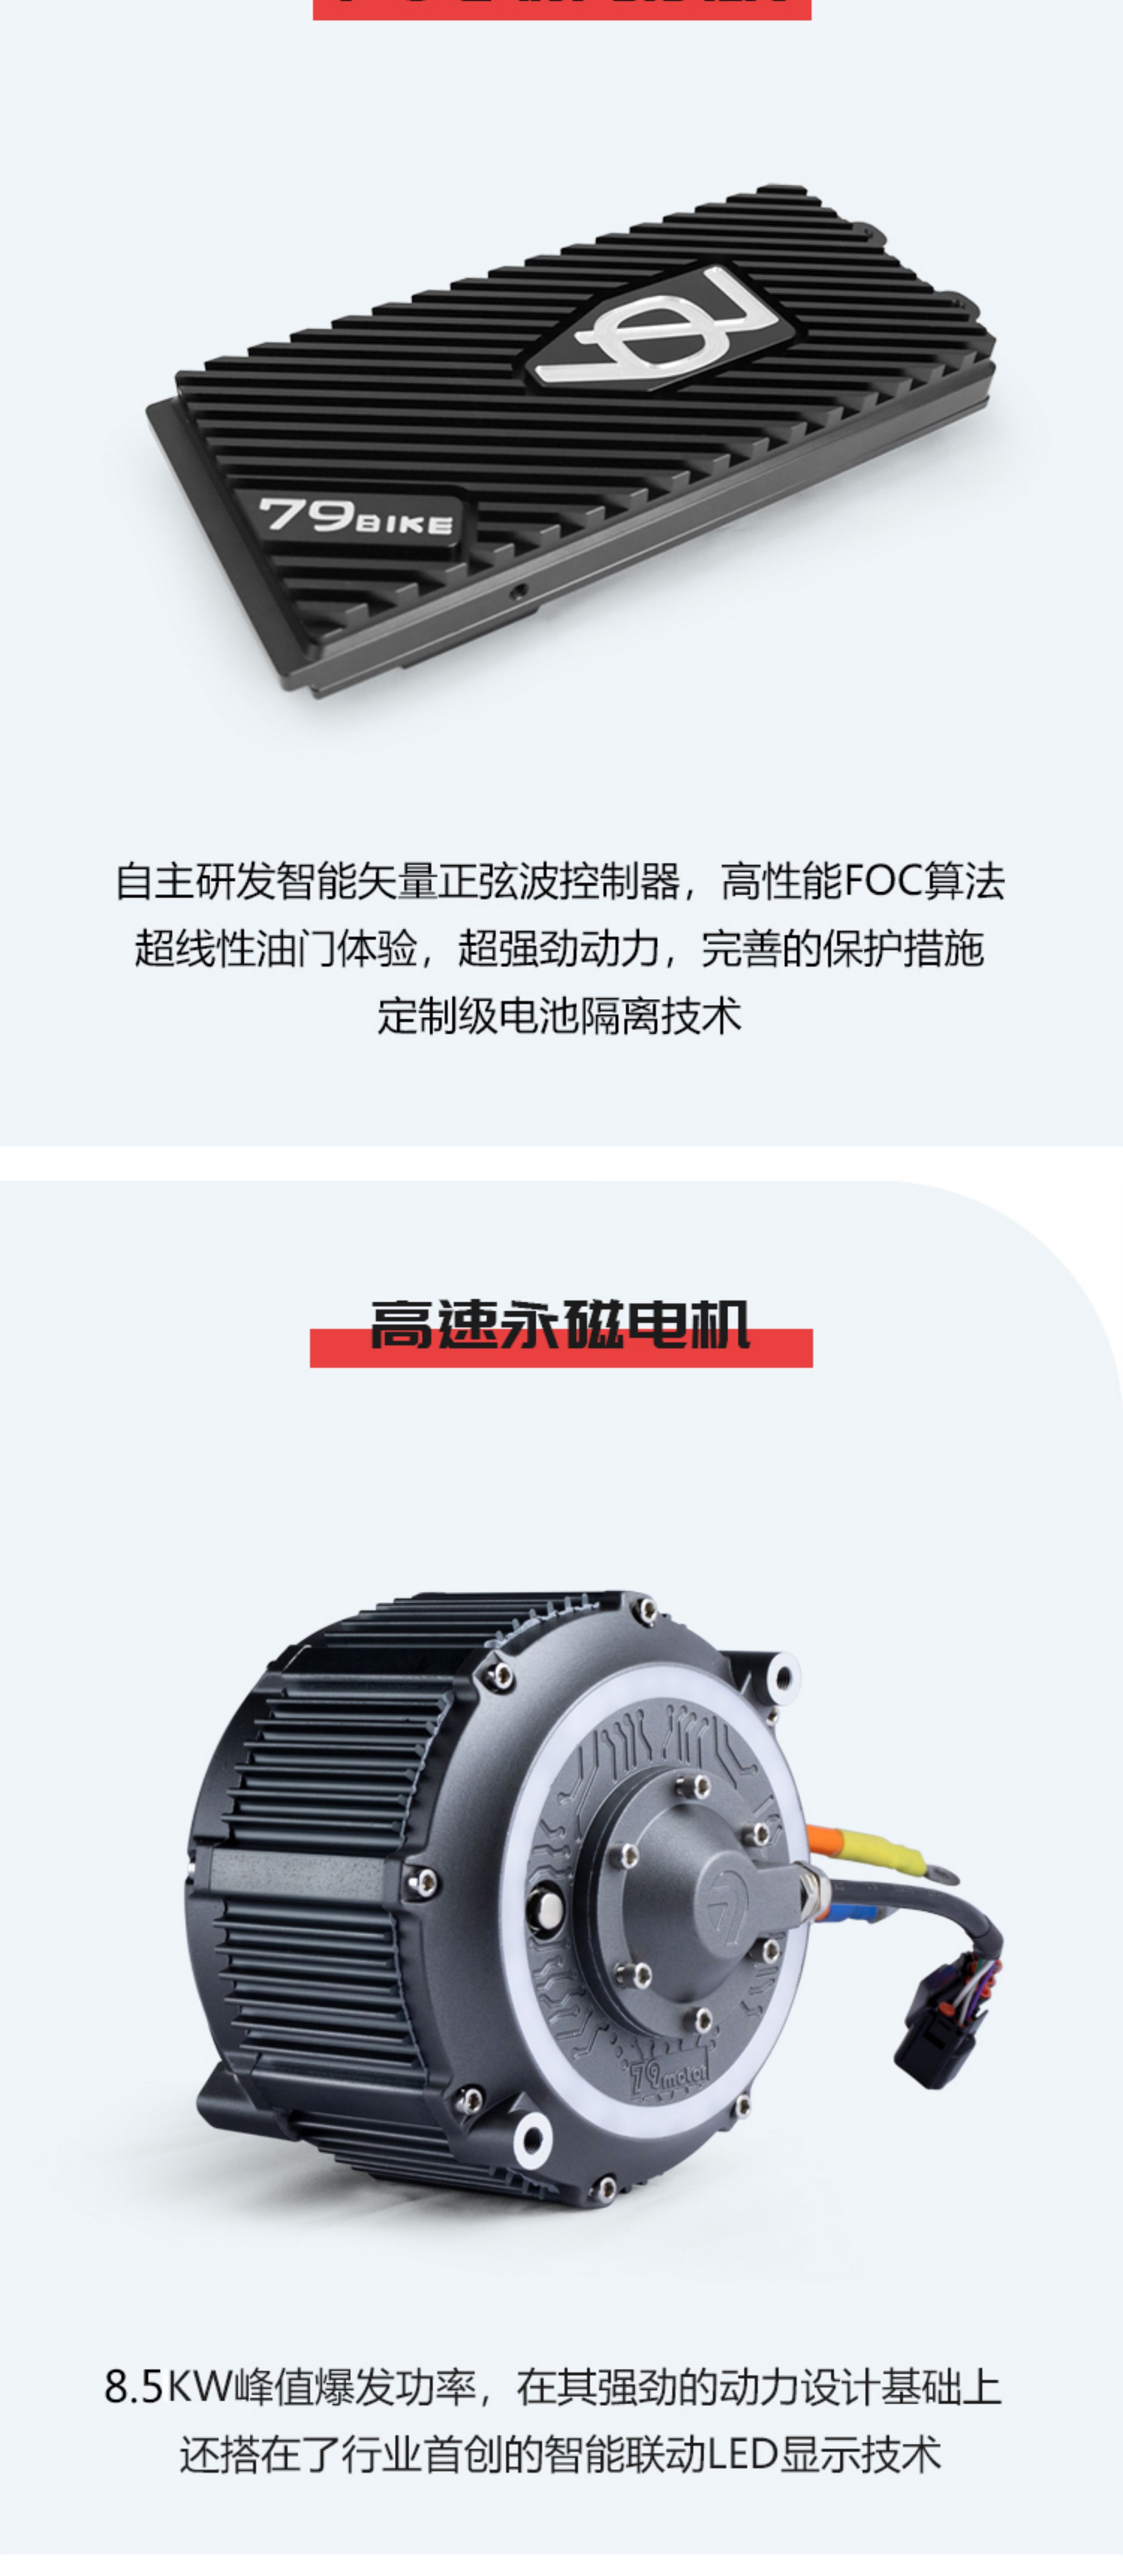 79BIKE
自主研发智能矢量正弦波控制器，高性能FOC算法
超线性油门体验，超强劲动力，完善的保护措施
定制级电池隔离技术
高速永磁电机
79motor
8.5KW峰值爆发功率，在其强劲的动力设计基础上
还搭在了行业首创的智能联动LED显示技术